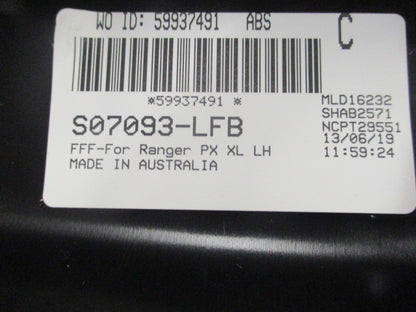 WO ID: 59937491 ABS C
*59937491 *
MLD16232
SHAB2571
NCPT29551
13/06/19
11:59:24
S07093-LFB
FFF-For Ranger PX XL LH
MADE IN AUSTRALIA